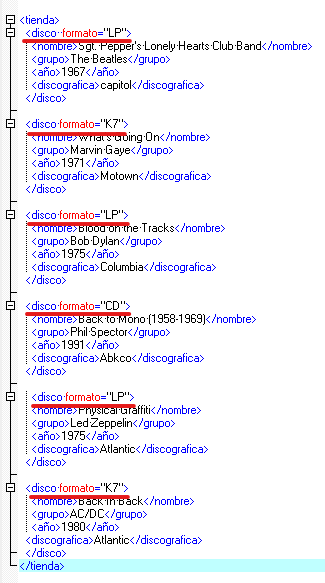 <tienda>
<disco formato="LP">
<nombre>Sgt. Pepper's Lonely Hearts Club Band</nombre>
<grupo>The Beatles</grupo>
<año>1967</año>
<discografica>capitol</discografica>
</disco>
<disco formato="K7">
<nombre>What's Going On</nombre>
<grupo>Marvin Gaye</grupo>
<año>1971</año>
<discografica>Motown</discografica>
</disco>
<disco formato="LP">
<nombre>Blood on the Tracks</nombre>
<grupo>Bob Dylan</grupo>
<año>1975</año>
<discografica>Columbia</discografica>
</disco>
<disco formato="CD">
<nombre>Back to Mono (1958-1969)</nombre>
<grupo>Phil Spector</grupo>
<año>1991</año>
<discografica>Abkco</discografica>
</disco>
<disco formato="LP">
<nombre>Physical Graffiti</nombre>
<grupo>Led Zeppelin</grupo>
<año>1975</año>
<discografica>Atlantic</discografica>
</disco>
<disco formato="K7">
<nombre>Back in Back</nombre>
<grupo>AC/DC</grupo>
<año>1980</año>
<discografica>Atlantic</discografica>
</disco>
</tienda>